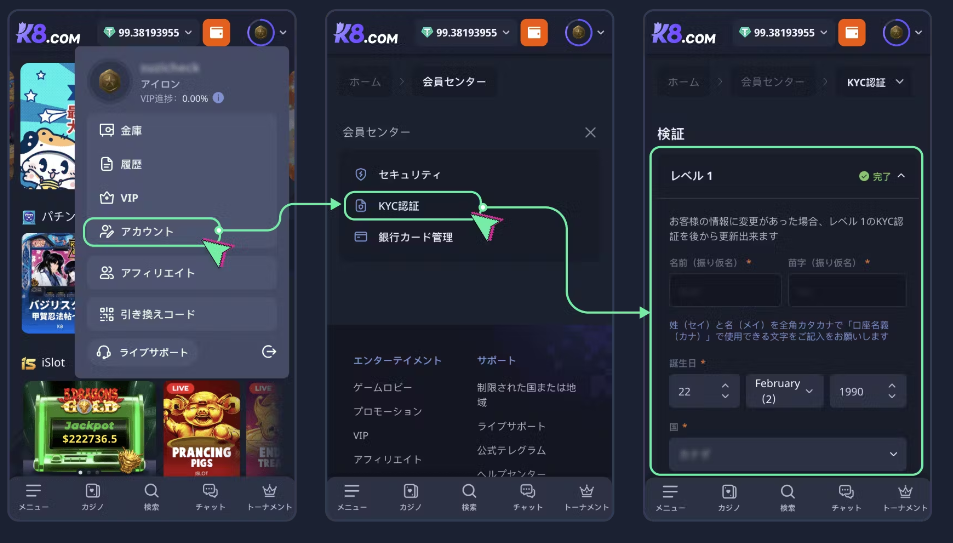 K8.COM
99.38193955
アイロン
VIP進捗: 0.00%
金庫
履歴
VIP
アカウント
アフィリエイト
引き換えコード
ライブサポート
パチン
バジリス
甲賀忍法帖
K8
iSlot
5 DRAGONS
GOLD
Jackpot
$222736.5
LIVE
PRANCING
PIGS
ISLOT
LIVE
END
TREA
メニュー
カジノ
検索
チャット
トーナメント
K8.COM
99.38193955
ホーム
会員センター
会員センター
セキュリティ
KYC認証
銀行カード管理
エンターテイメント
ゲームロビー
プロモーション
VIP
アフィリエイト
サポート
制限された国または地
域
ライブサポート
公式テレグラム
ヘルプセンター
メニュー
カジノ
検索
チャット
トーナメント
K8.COM
99.38193955
ホーム
会員センター
KYC認証
検証
レベル 1
完了
お客様の情報に変更があった場合、レベル 1のKYC認
証を後から更新出来ます
名前（振り仮名） *
苗字（振り仮名） *
姓（セイ）と名（メイ）を全角カタカナで「口座名義
（カナ）」で使用できる文字をご記入をお願いします
誕生日 *
22
February
(2)
1990
国 *
メニュー
カジノ
検索
チャット
トーナメント